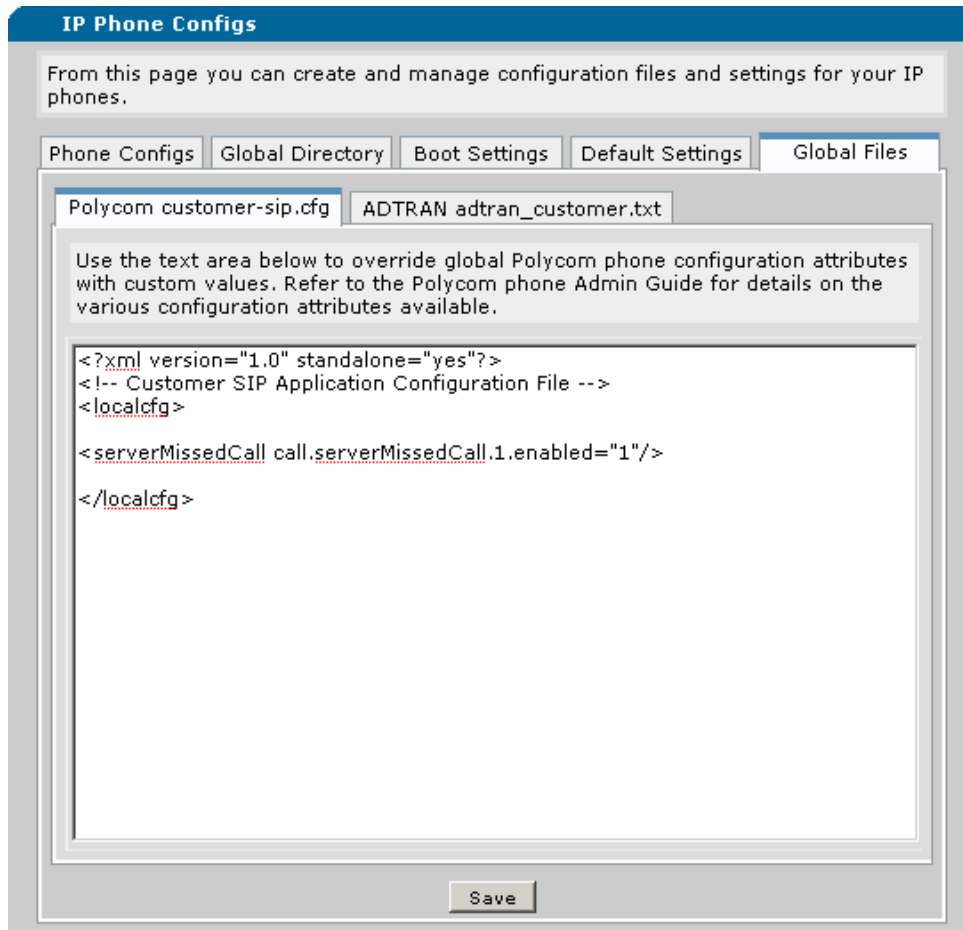 IP Phone Configs
From this page you can create and manage configuration files and settings for your IP
phones.
Phone Configs Global Directory Boot Settings Default Settings Global Files
Polycom customer-sip.cfg ADTRAN adtran_customer.txt
Use the text area below to override global Polycom phone configuration attributes
with custom values. Refer to the Polycom phone Admin Guide for details on the
various configuration attributes available.
<?xml version="1.0" standalone="yes"?>
<!-- Customer SIP Application Configuration File -->
<localcfg>
<serverMissedCall call.serverMissedCall.1.enabled="1"/>
</localcfg>
Save